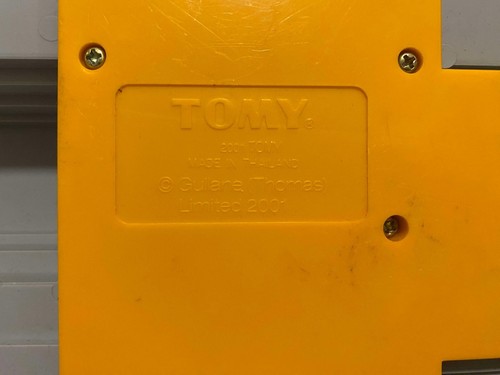 TOMY®
2001 TOMY
MADE IN THAILAND
© Gullane (Thomas)
Limited 2001